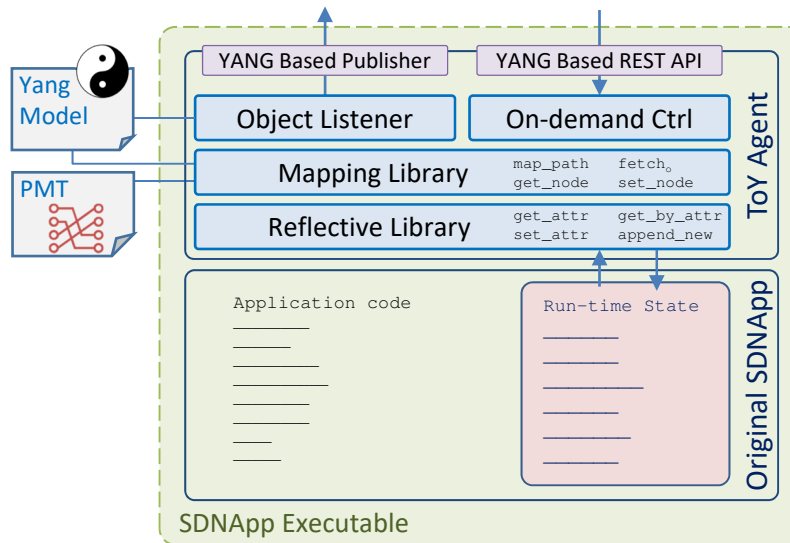 YANG Based Publisher
YANG Based REST API
Yang
Model
Object Listener
On-demand Ctrl
Mapping Library
map_path fetch。
get_node set_node
PMT
Reflective Library
get_attr get_by_attr
set_attr append_new
ToY Agent
Application code
Run-time State
Original SDNApp
SDNApp Executable